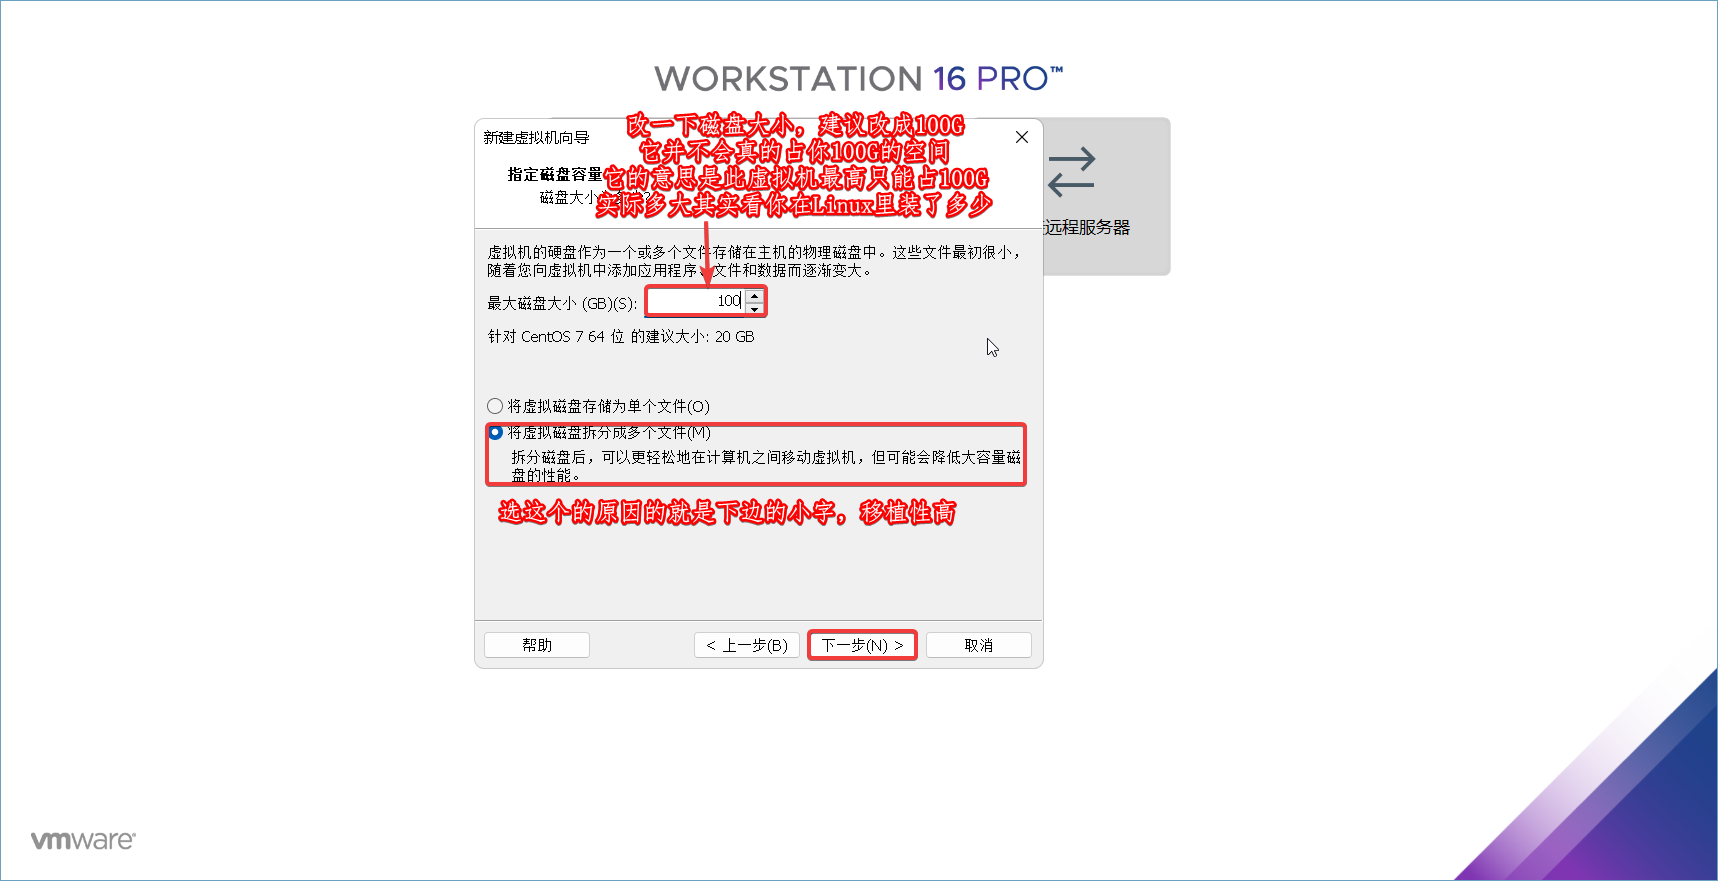 WORKSTATION 16 PRO™
新建虚拟机向导
改一下磁盘大小，建议改成100G
它并不会真的占你100G的空间
指定磁盘容量
它的意思是此虚拟机最高只能占100G
磁盘大小
实际多大其实看你在Linux里装了多少
远程服务器
虚拟机的硬盘作为一个或多个文件存储在主机的物理磁盘中。这些文件最初很小，
随着您向虚拟机中添加应用程序、文件和数据而逐渐变大。
最大磁盘大小 (GB)(S): 100
针对 CentOS 7 64 位 的建议大小: 20 GB
将虚拟磁盘存储为单个文件(O)
将虚拟磁盘拆分成多个文件(M)
拆分磁盘后，可以更轻松地在计算机之间移动虚拟机，但可能会降低大容量磁
盘的性能。
选这个的原因的就是下边的小字，移植性高
帮助
< 上一步(B)
下一步(N) >
取消
vmware